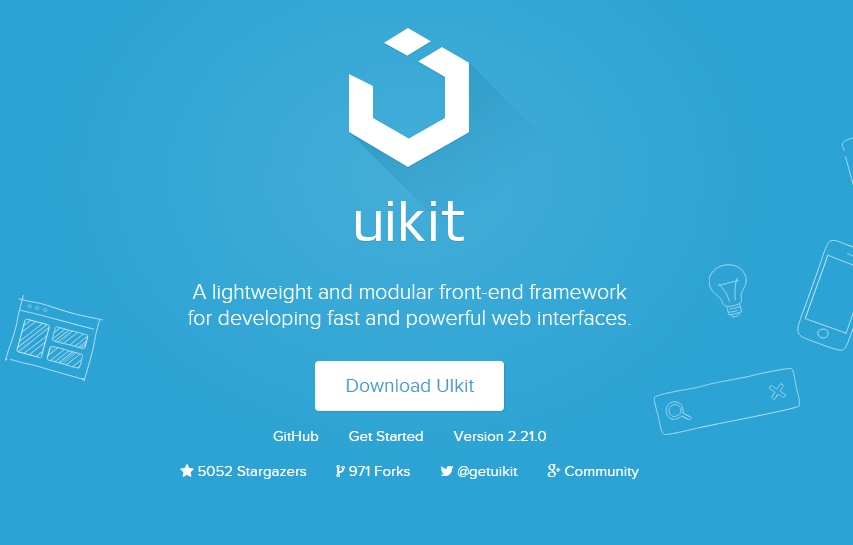 uikit
A lightweight and modular front-end framework
for developing fast and powerful web interfaces.
Download UIkit
GitHub Get Started Version 2.21.0
5052 Stargazers 971 Forks @getuikit Community